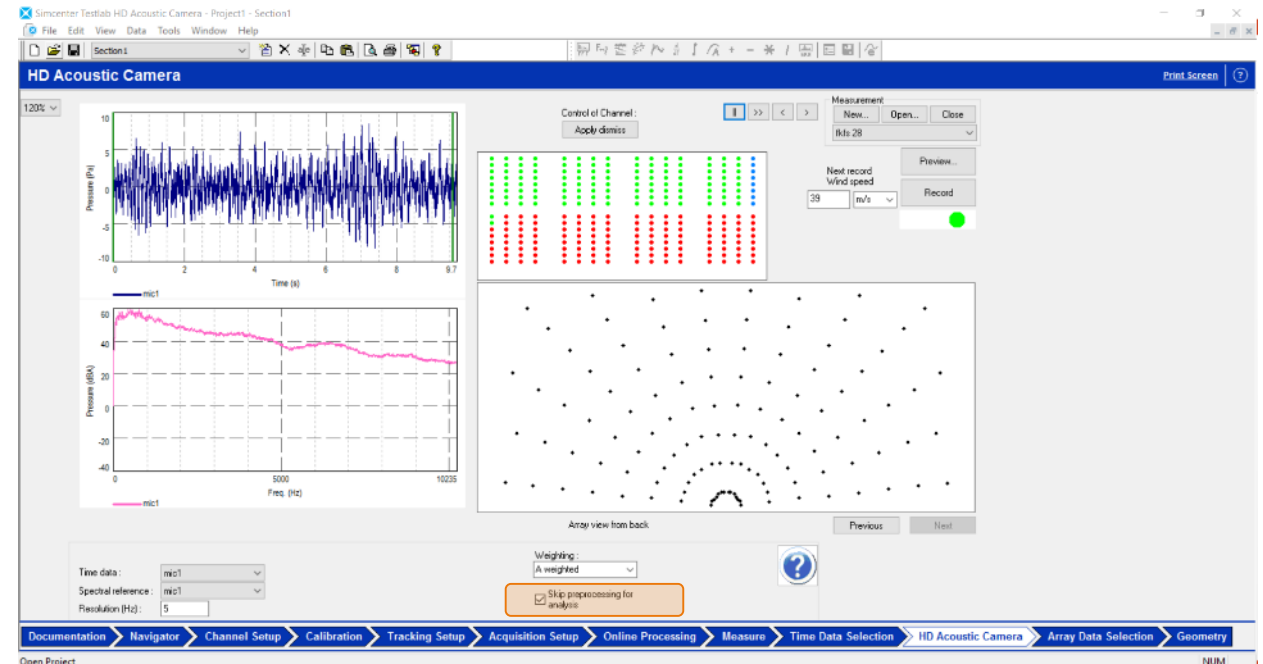 Simcenter Testlab HD Acoustic Camera - Project1 - Section1
File Edit View Data Tools Window Help
Section1
HD Acoustic Camera
Print Screen
120%
Control of Channel :
Apply dismiss
>> < >
Measurement
New... Open... Close
tkfs 28
Preview...
Next record
Wind speed
39 m/s
Record
10
5
0
-5
-10
Pressure (Pa)
0 2 4 6 8 9.7
Time (s)
mic1
60
40
20
0
-20
-40
Pressure (dBA)
0 5000 10235
Freq. (Hz)
mic1
Array view from back
Previous Next
Time data : mic1
Spectral reference : mic1
Resolution (Hz) : 5
Weighting :
A weighted
Skip preprocessing for
analysis
Documentation Navigator Channel Setup Calibration Tracking Setup Acquisition Setup Online Processing Measure Time Data Selection HD Acoustic Camera Array Data Selection Geometry
Open Project
NUM